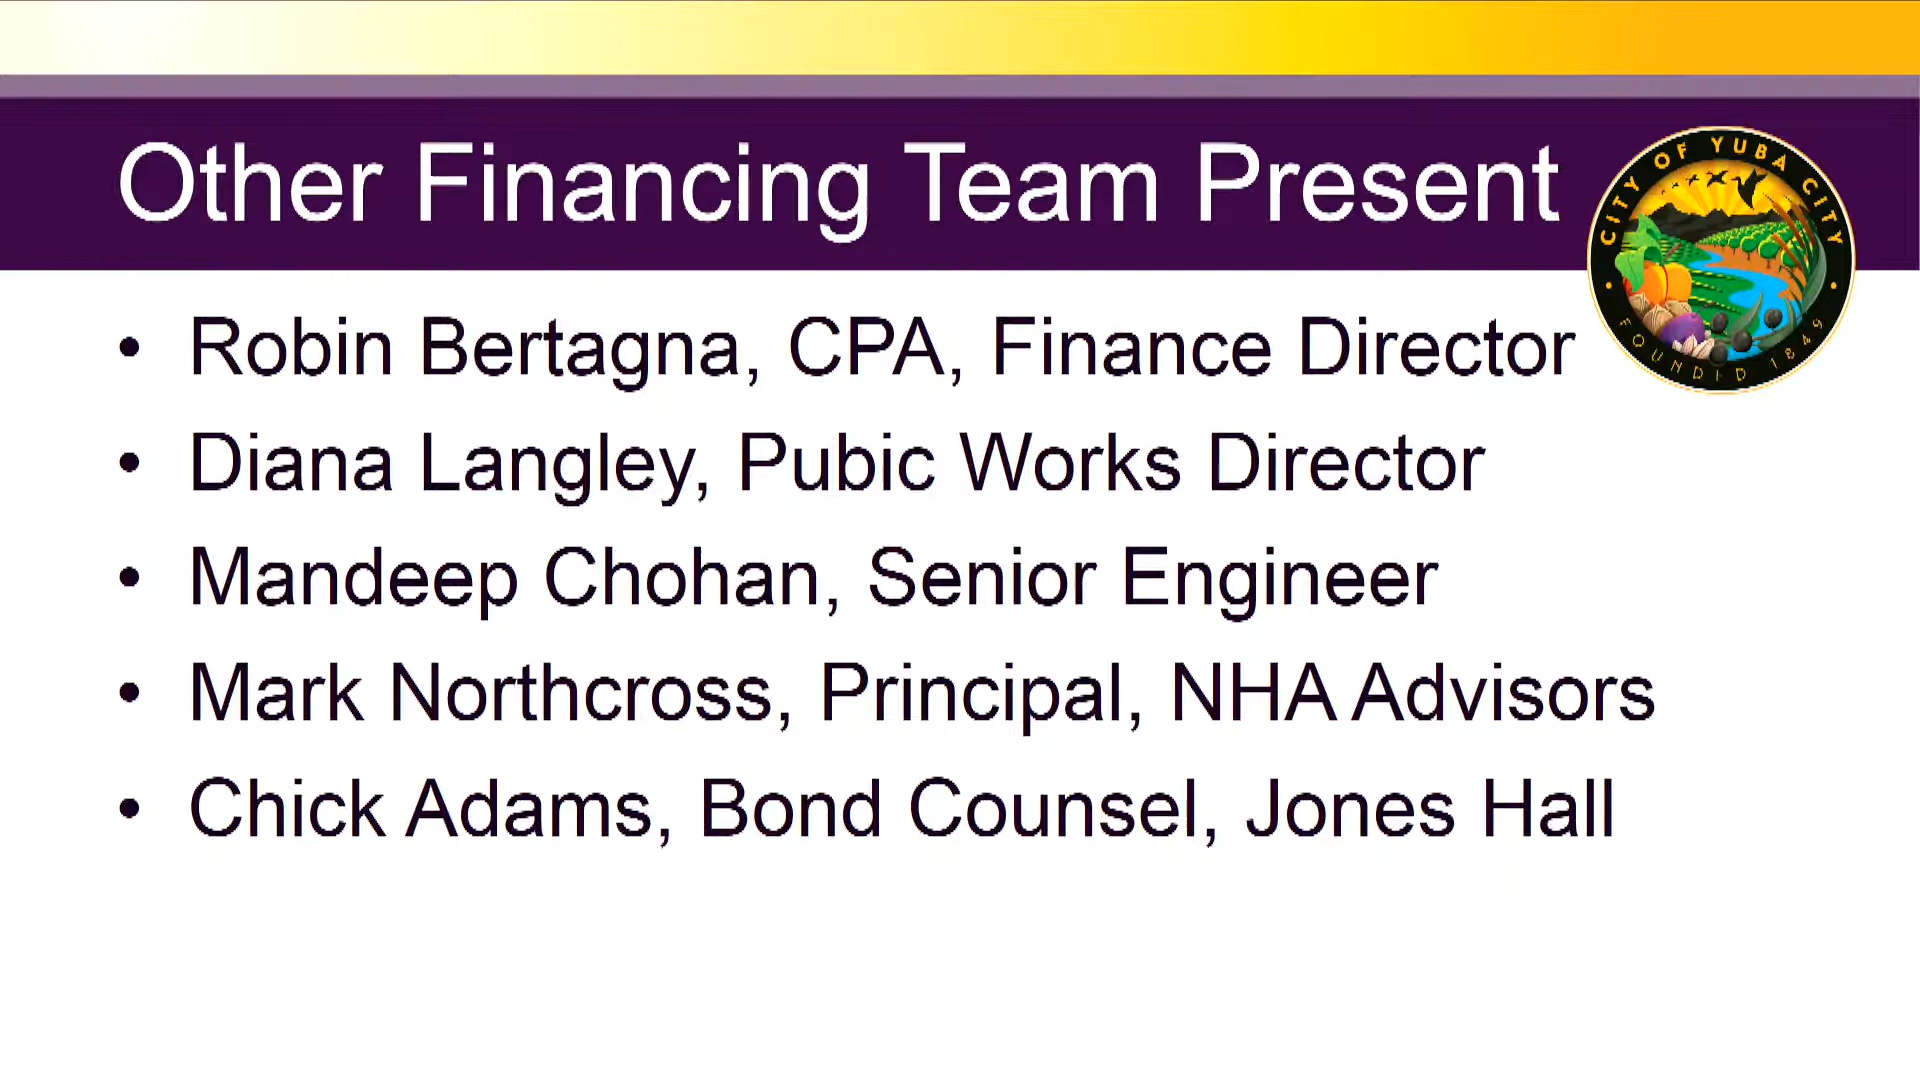 Other Financing Team Present
CITY OF YUBA CITY
FOUNDED 1849
• Robin Bertagna, CPA, Finance Director
• Diana Langley, Pubic Works Director
• Mandeep Chohan, Senior Engineer
• Mark Northcross, Principal, NHA Advisors
• Chick Adams, Bond Counsel, Jones Hall